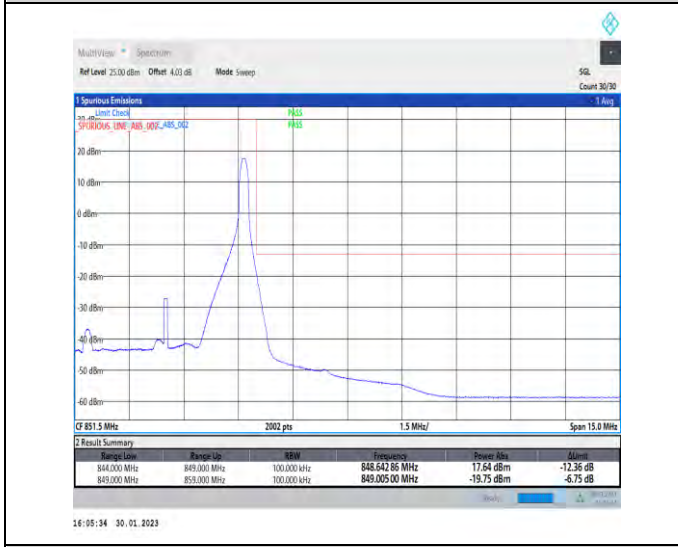 MultiView Spectrum
Ref Level 25.00 dBm Offset 4.03 dB Mode Sweep SGL
Count 30/30
1 Spurious Emissions 1 Avg
Limit Check PASS
SPURIOUS_LINE_ABS_002 PASS
20 dBm
10 dBm
0 dBm
-10 dBm
-20 dBm
-30 dBm
-40 dBm
-50 dBm
-60 dBm
CF 851.5 MHz 2002 pts 1.5 MHz/ Span 15.0 MHz
2 Result Summary
Range Low Range Up RBW Frequency Power Abs ΔLimit
844.000 MHz 849.000 MHz 100.000 kHz 848.642 86 MHz 17.64 dBm -12.36 dB
849.000 MHz 859.000 MHz 100.000 kHz 849.005 00 MHz -19.75 dBm -6.75 dB
16:05:34 30.01.2023